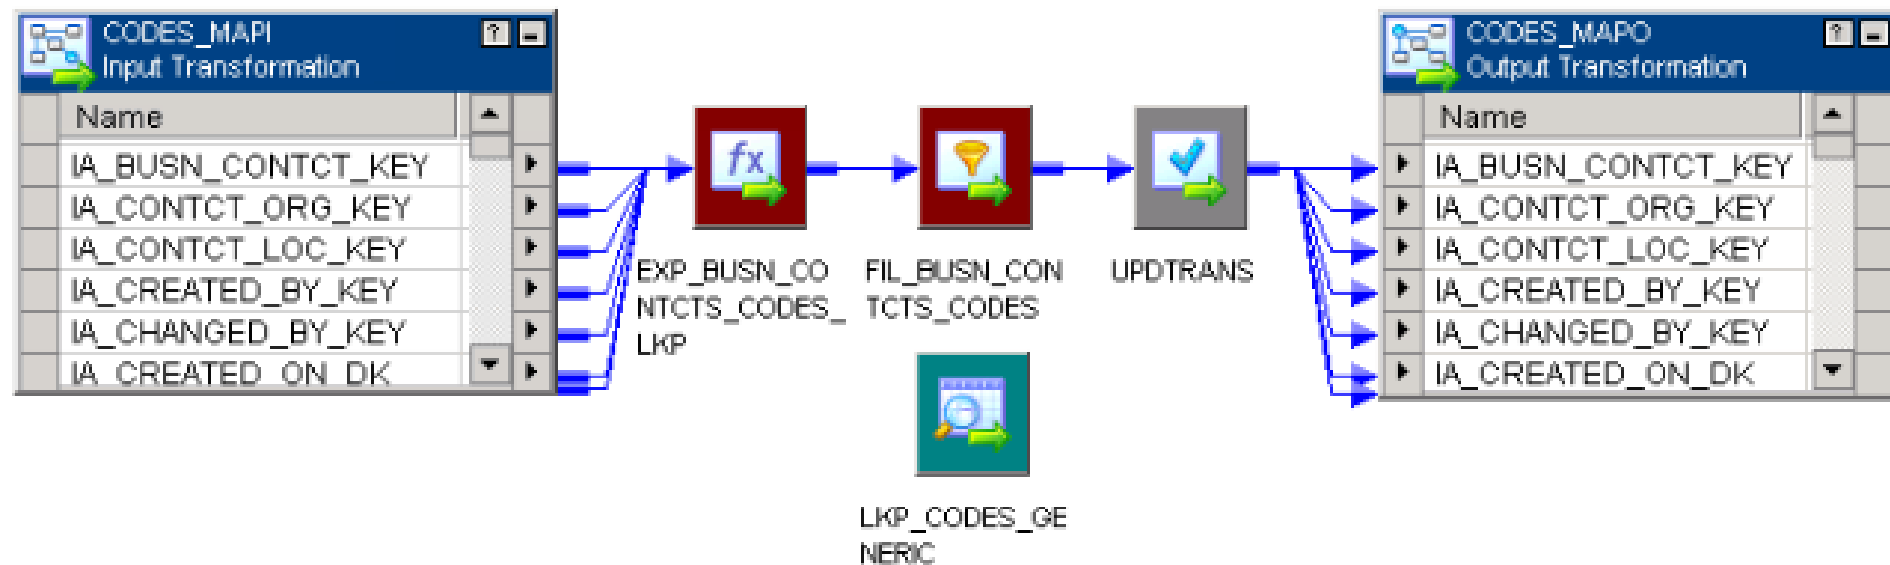 CODES_MAPI
Input Transformation
Name
IA_BUSN_CONTCT_KEY
IA_CONTCT_ORG_KEY
IA_CONTCT_LOC_KEY
IA_CREATED_BY_KEY
IA_CHANGED_BY_KEY
IA_CREATED_ON_DK
fx
EXP_BUSN_CO
NTCTS_CODES_
LKP
FIL_BUSN_CON
TCTS_CODES
UPDTRANS
LKP_CODES_GE
NERIC
CODES_MAPO
Output Transformation
Name
IA_BUSN_CONTCT_KEY
IA_CONTCT_ORG_KEY
IA_CONTCT_LOC_KEY
IA_CREATED_BY_KEY
IA_CHANGED_BY_KEY
IA_CREATED_ON_DK